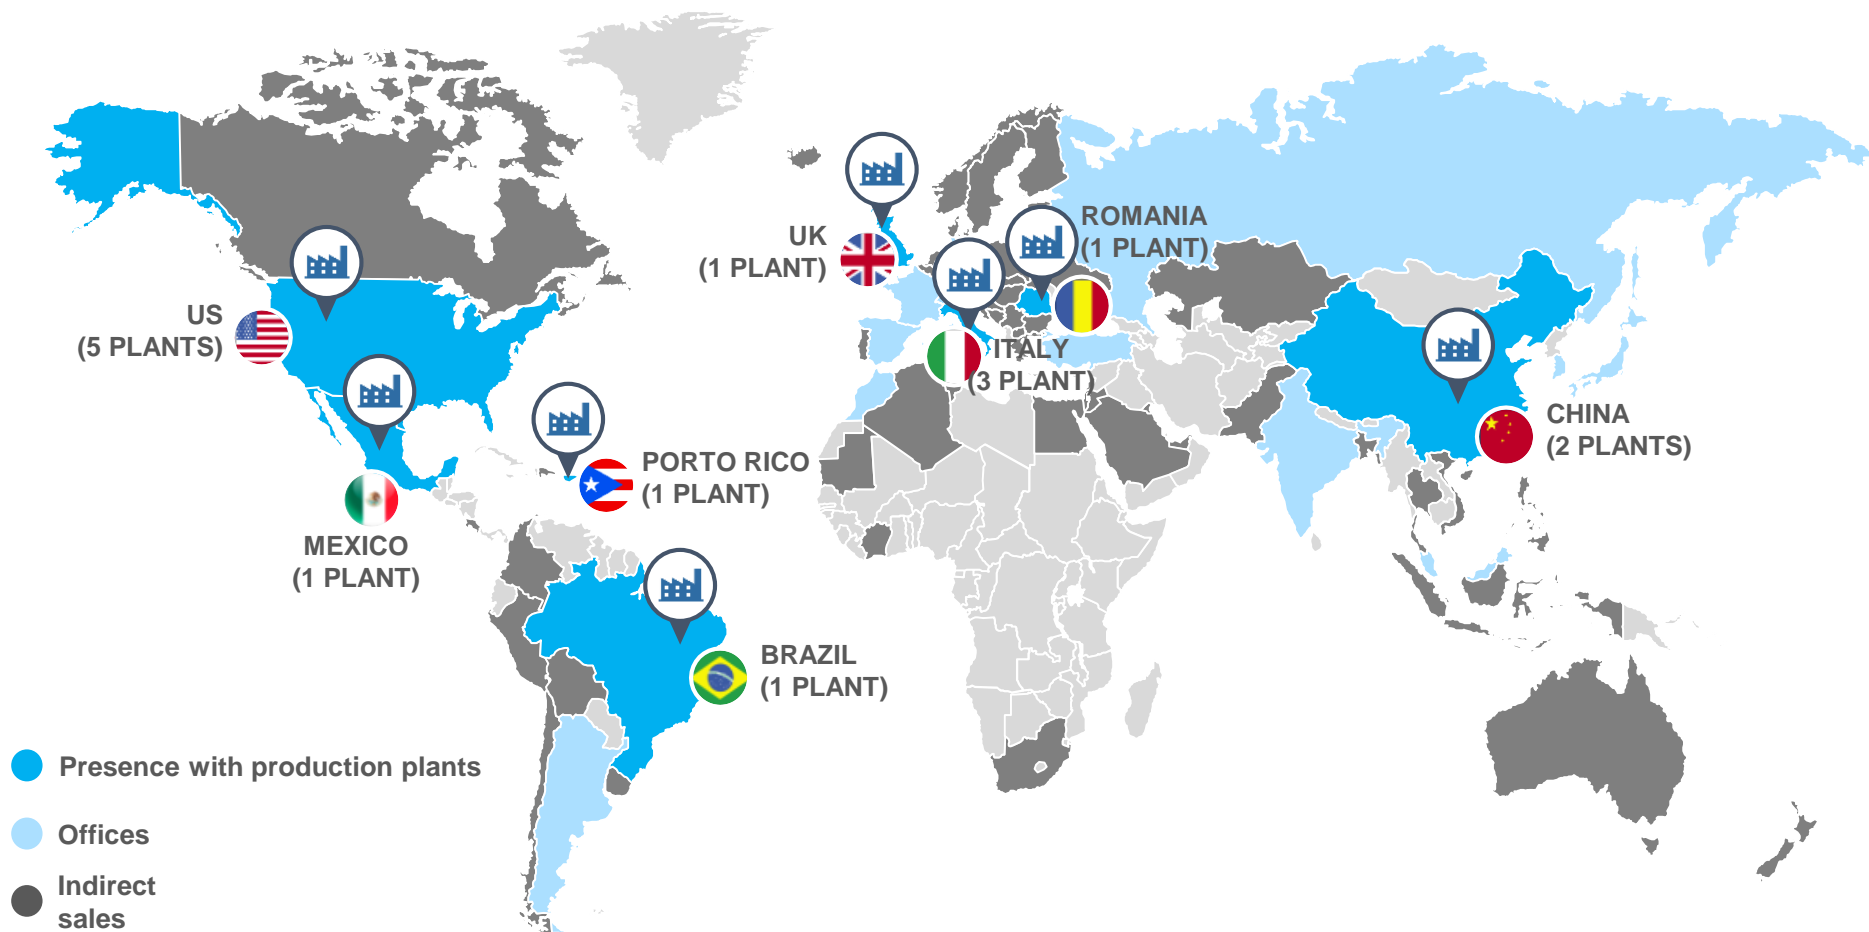 UK
(1 PLANT)
ROMANIA
(1 PLANT)
US
(5 PLANTS)
ITALY
(3 PLANT)
CHINA
(2 PLANTS)
PORTO RICO
(1 PLANT)
MEXICO
(1 PLANT)
BRAZIL
(1 PLANT)
Presence with production plants
Offices
Indirect
sales